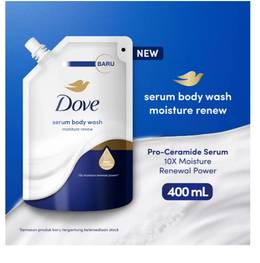 BARU
NEW
Dove
serum body wash
moisture renew
serum body wash
moisture renew
Pro-Ceramide Serum
10X Moisture
Renewal Power
400 mL